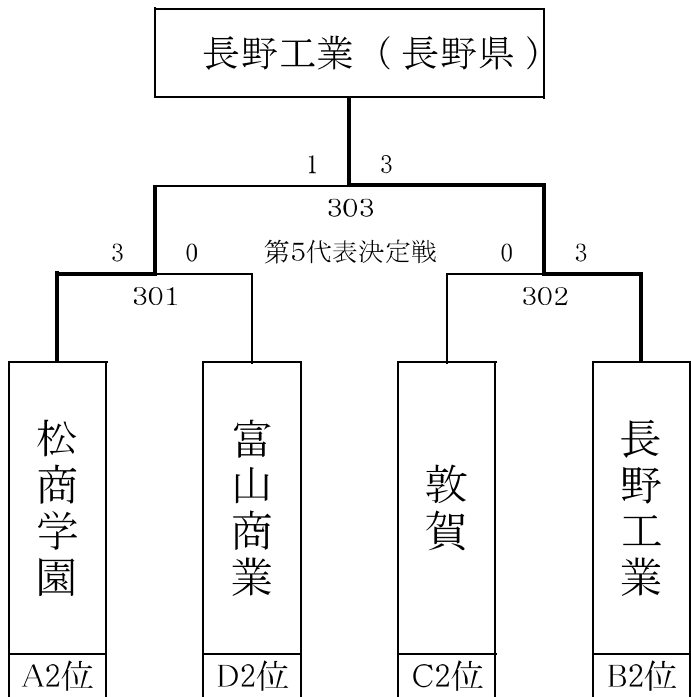 長野工業（長野県）
1 3
303
3 0 第5代表決定戦 0 3
301 302
松商学園
富山商業
敦賀
長野工業
A2位 D2位 C2位 B2位